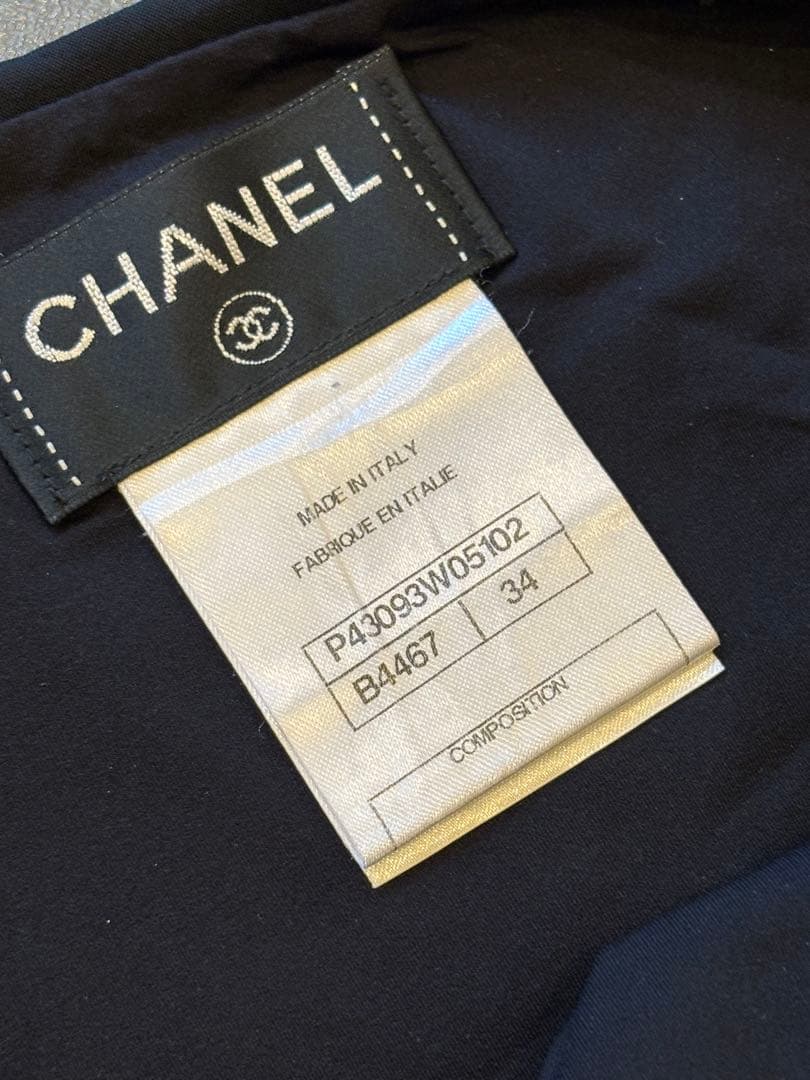 CHANEL
MADE IN ITALY
FABRIQUE EN ITALIE
P43093W05102
B4467 34
COMPOSITION